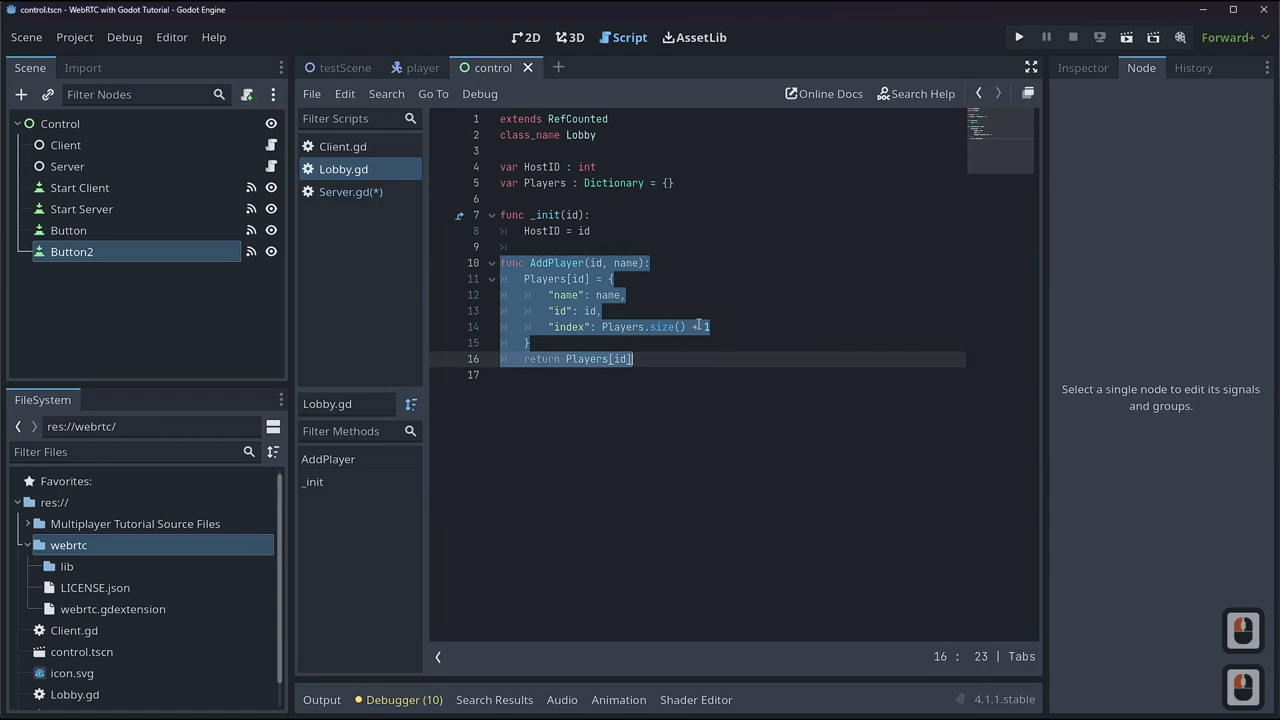 control.tscn - WebRTC with Godot Tutorial - Godot Engine
Scene Project Debug Editor Help
2D 3D Script AssetLib
Forward+
Scene Import
testScene player control
Inspector Node History
Filter Nodes
File Edit Search Go To Debug
Online Docs Search Help
Control
Client
Server
Start Client
Start Server
Button
Button2
Filter Scripts
Client.gd
Lobby.gd
Server.gd(*)
1 extends RefCounted
2 class_name Lobby
3
4 var HostID : int
5 var Players : Dictionary = {}
6
7 func _init(id):
8 HostID = id
9
10 func AddPlayer(id, name):
11 Players[id] = {
12 "name": name,
13 "id": id,
14 "index": Players.size() + 1
15 }
16 return Players[id]
17
Select a single node to edit its signals
and groups.
FileSystem
res://webrtc/
Filter Files
Favorites:
res://
Multiplayer Tutorial Source Files
webrtc
lib
LICENSE.json
webrtc.gdextension
Client.gd
control.tscn
icon.svg
Lobby.gd
Lobby.gd
Filter Methods
AddPlayer
_init
16 : 23 | Tabs
Output Debugger (10) Search Results Audio Animation Shader Editor
4.1.1.stable